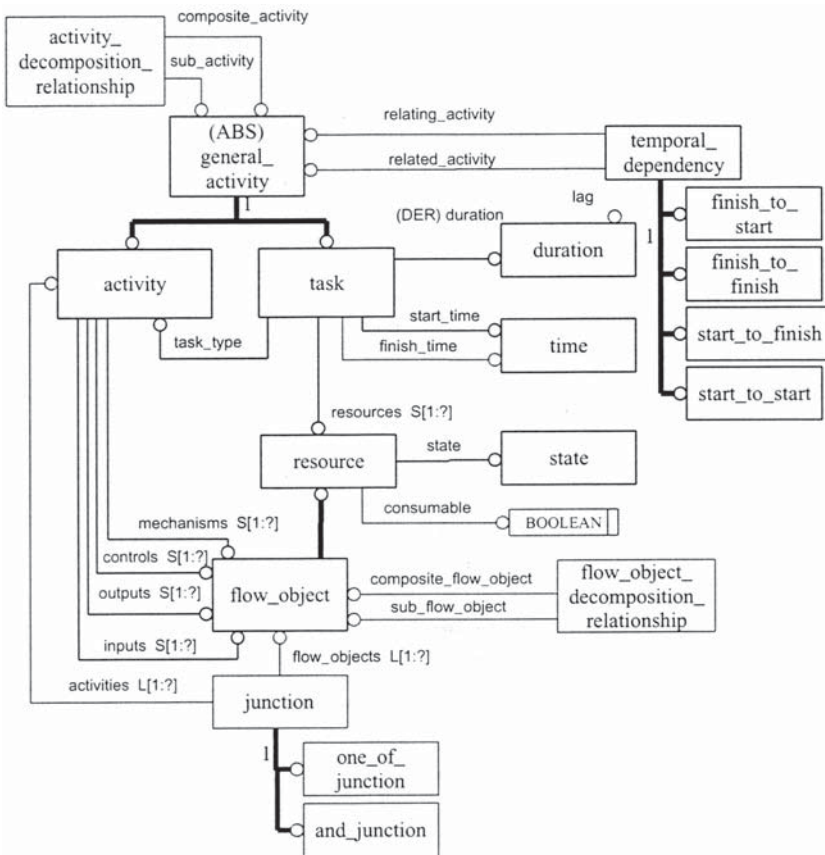 composite_activity
activity_
decomposition_
relationship
sub_activity
(ABS)
general_
activity
relating_activity
related_activity
temporal_
dependency
1
lag
(DER) duration
1
finish_to_
start
activity
task
duration
finish_to_
finish
task_type
start_time
finish_time
time
start_to_finish
start_to_start
resources S[1:?]
resource
state
state
consumable
BOOLEAN
mechanisms S[1:?]
controls S[1:?]
outputs S[1:?]
flow_object
composite_flow_object
sub_flow_object
flow_object_
decomposition_
relationship
inputs S[1:?]
flow_objects L[1:?]
activities L[1:?]
junction
1
one_of_
junction
and_junction